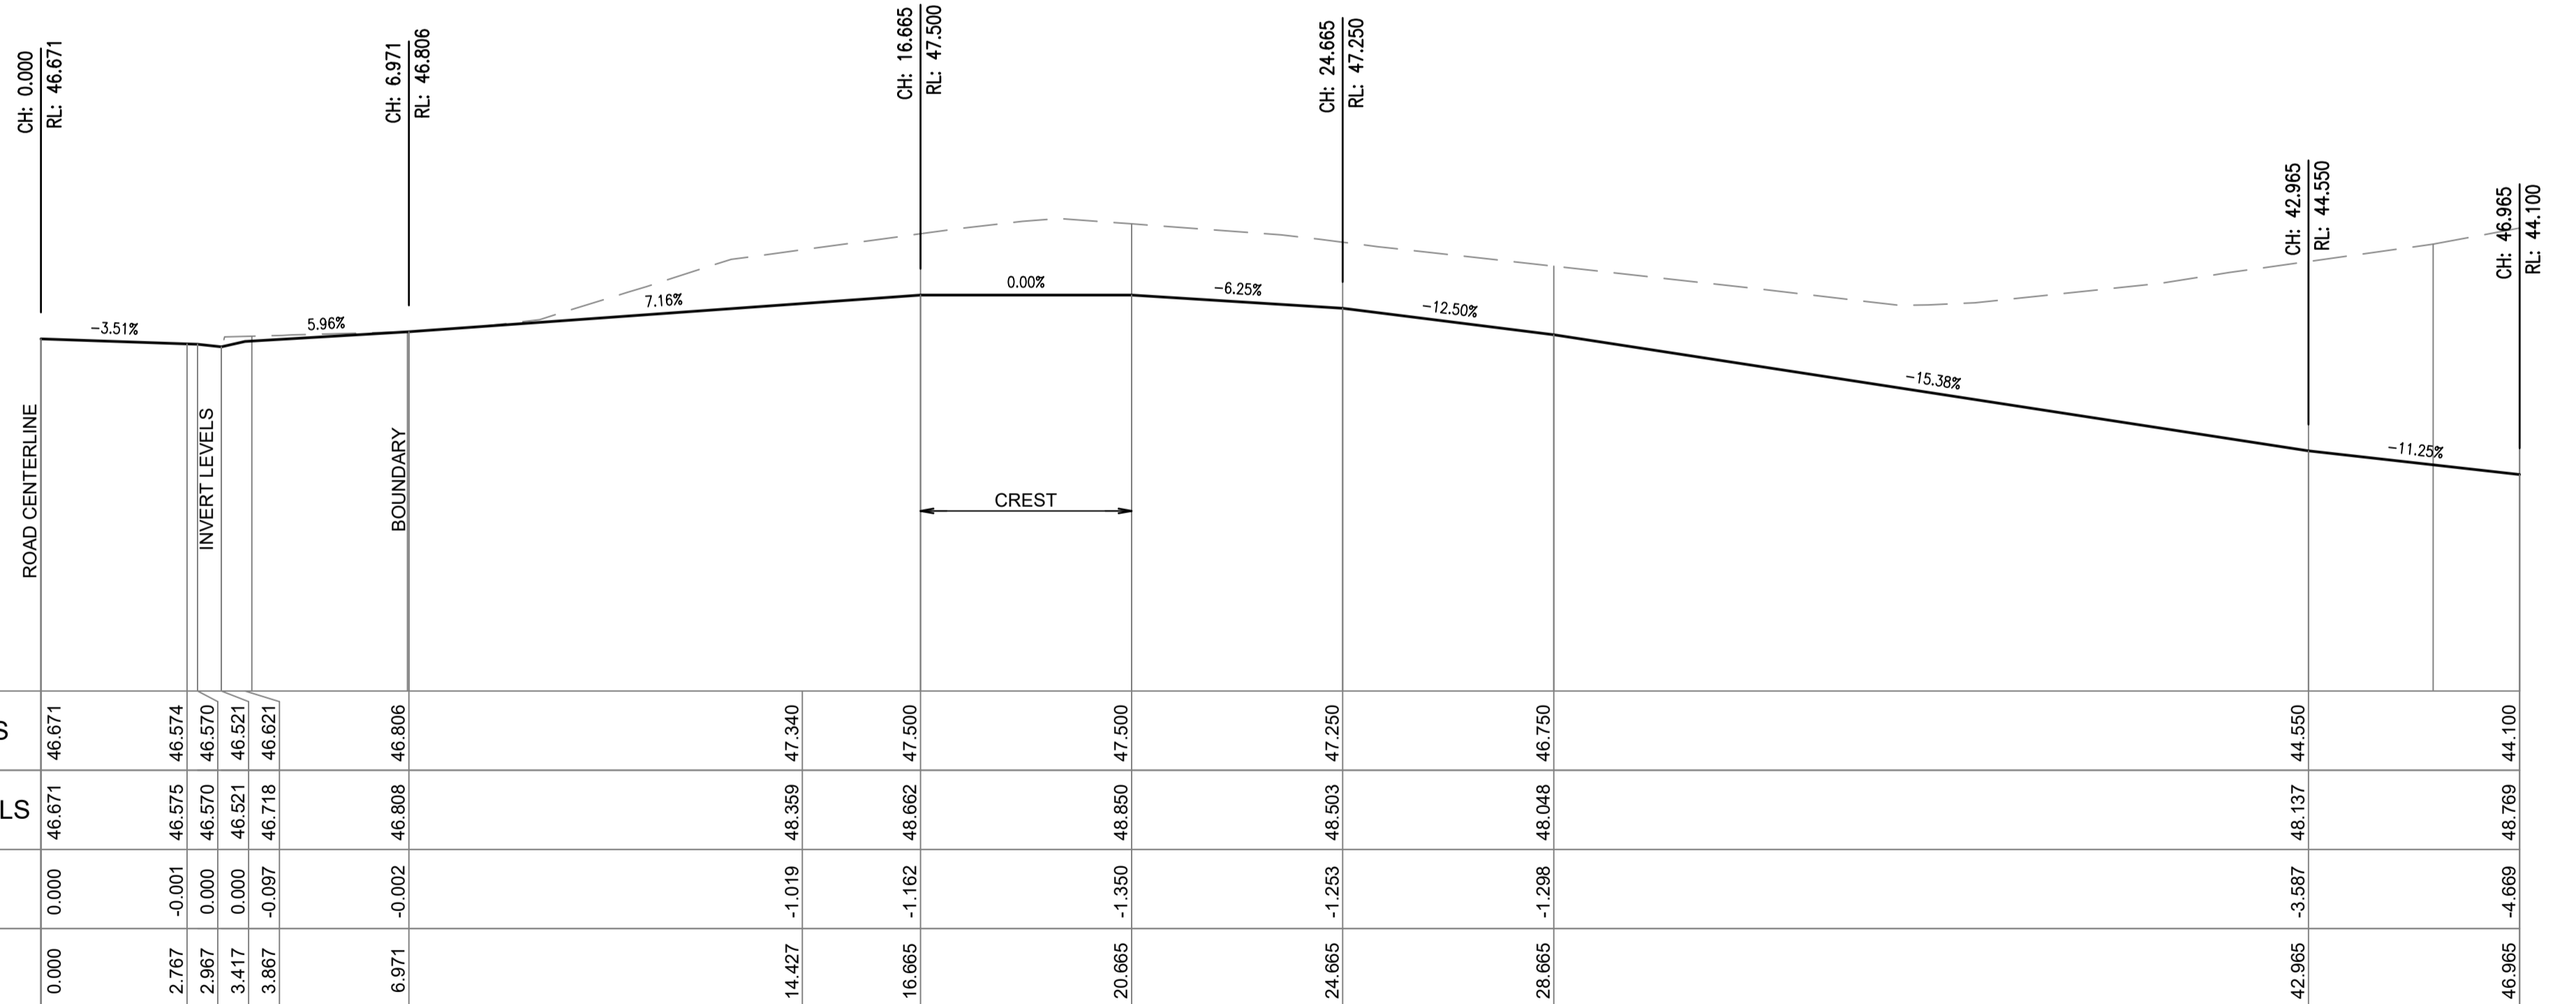 CH: 0.000
RL: 46.671
CH: 6.971
RL: 46.806
CH: 16.665
RL: 47.500
CH: 24.665
RL: 47.250
CH: 42.965
RL: 44.550
CH: 46.965
RL: 44.100
-3.51%
5.96%
7.16%
0.00%
-6.25%
-12.50%
-15.38%
-11.25%
ROAD CENTERLINE
INVERT LEVELS
BOUNDARY
CREST
S 46.671 46.574 46.570 46.521 46.621 46.806 47.340 47.500 47.500 47.250 46.750 44.550 44.100
LS 46.671 46.575 46.570 46.521 46.718 46.808 48.359 48.662 48.850 48.503 48.048 48.137 48.769
0.000 -0.001 0.000 0.000 -0.097 -0.002 -1.019 -1.162 -1.350 -1.253 -1.298 -3.587 -4.669
0.000 2.767 2.967 3.417 3.867 6.971 14.427 16.665 20.665 24.665 28.665 42.965 46.965